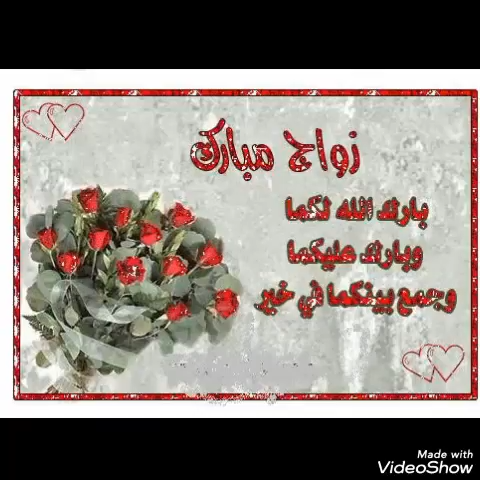 زواج مبارك
بارك الله لكما
وبارك عليكما
وجمع بينكما في خير
Made with
VideoShow